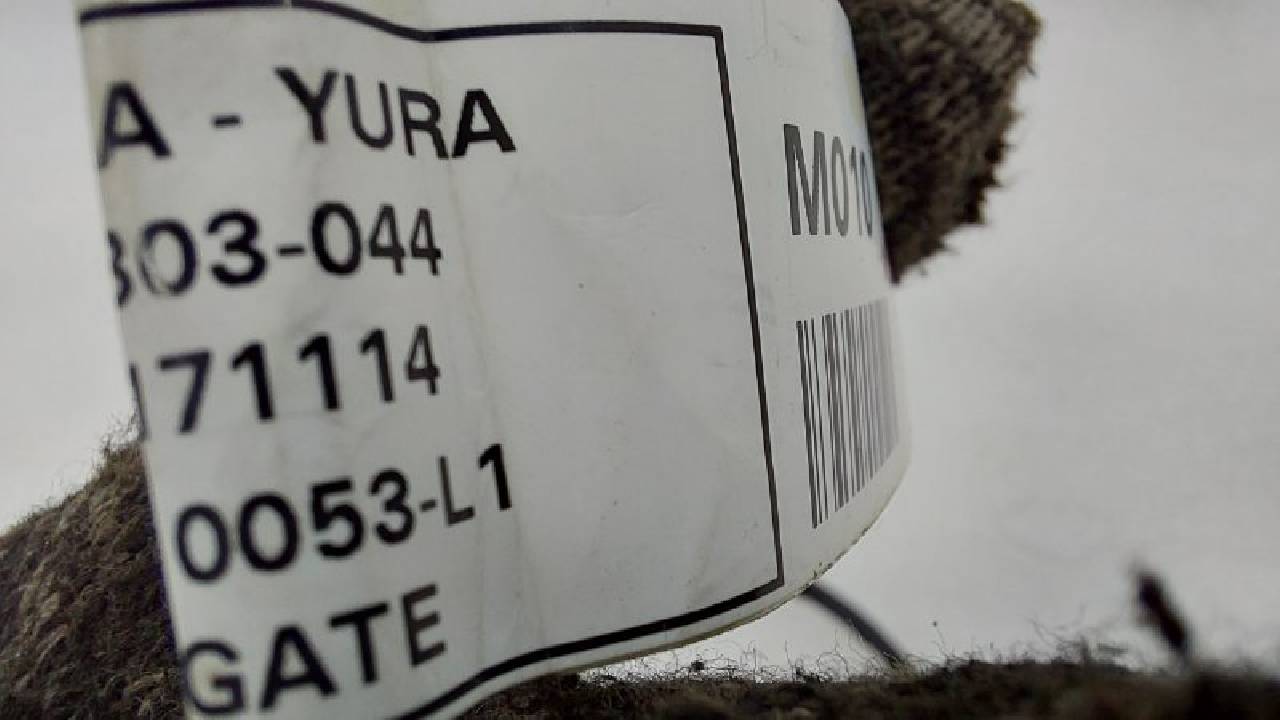 A - YURA
303-044
171114
0053-L1
GATE
M010